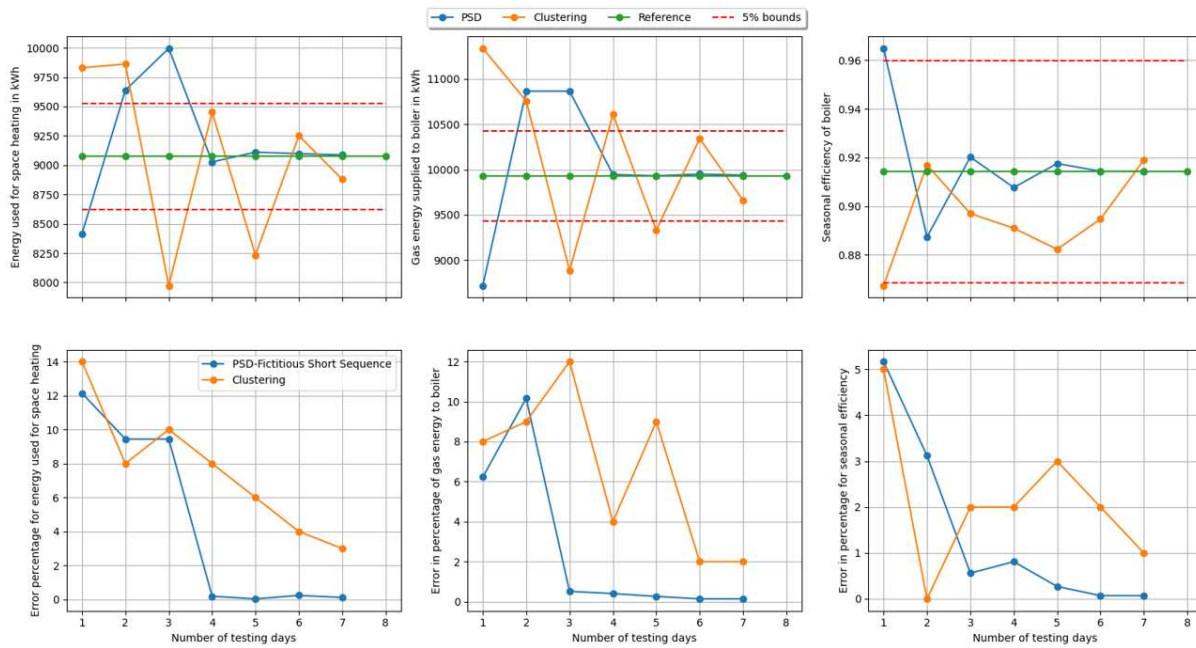 PSD Clustering Reference 5% bounds
Energy used for space heating in kWh
10000
9750
9500
9250
9000
8750
8500
8250
8000
Gas energy supplied to boiler in kWh
11000
10500
10000
9500
9000
Seasonal efficiency of boiler
0.96
0.94
0.92
0.90
0.88
Error percentage for energy used for space heating
14
12
10
8
6
4
2
0
PSD-Fictitious Short Sequence
Clustering
1 2 3 4 5 6 7 8
Number of testing days
Error in percentage of gas energy to boiler
12
10
8
6
4
2
0
1 2 3 4 5 6 7 8
Number of testing days
Error in percentage for seasonal efficiency
5
4
3
2
1
0
1 2 3 4 5 6 7 8
Number of testing days